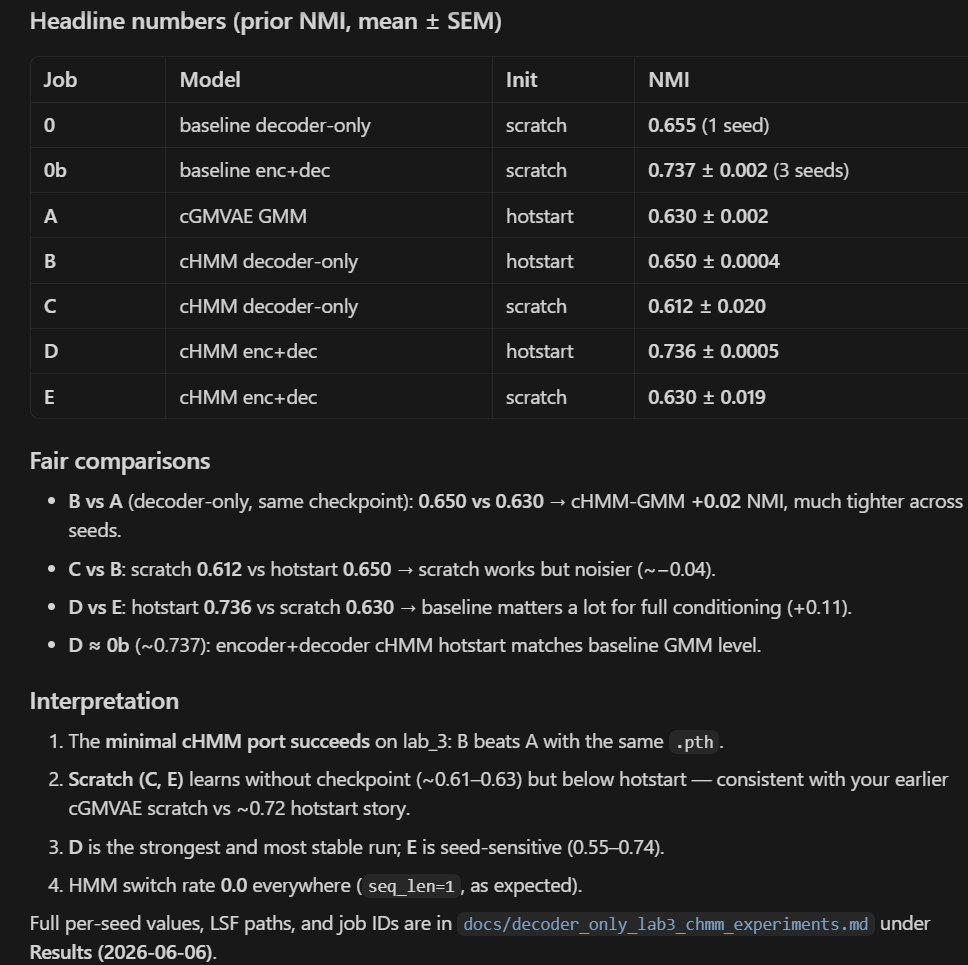 Headline numbers (prior NMI, mean ± SEM)
Job Model Init NMI
0 baseline decoder-only scratch 0.655 (1 seed)
0b baseline enc+dec scratch 0.737 ± 0.002 (3 seeds)
A cGMVAE GMM hotstart 0.630 ± 0.002
B cHMM decoder-only hotstart 0.650 ± 0.0004
C cHMM decoder-only scratch 0.612 ± 0.020
D cHMM enc+dec hotstart 0.736 ± 0.0005
E cHMM enc+dec scratch 0.630 ± 0.019
Fair comparisons
• B vs A (decoder-only, same checkpoint): 0.650 vs 0.630 → cHMM-GMM +0.02 NMI, much tighter across
seeds.
• C vs B: scratch 0.612 vs hotstart 0.650 → scratch works but noisier (~−0.04).
• D vs E: hotstart 0.736 vs scratch 0.630 → baseline matters a lot for full conditioning (+0.11).
• D ≈ 0b (~0.737): encoder+decoder cHMM hotstart matches baseline GMM level.
Interpretation
1. The minimal cHMM port succeeds on lab_3: B beats A with the same .pth.
2. Scratch (C, E) learns without checkpoint (~0.61–0.63) but below hotstart — consistent with your earlier
cGMVAE scratch vs ~0.72 hotstart story.
3. D is the strongest and most stable run; E is seed-sensitive (0.55–0.74).
4. HMM switch rate 0.0 everywhere (seq_len=1, as expected).
Full per-seed values, LSF paths, and job IDs are in docs/decoder_only_lab3_chmm_experiments.md under
Results (2026-06-06).